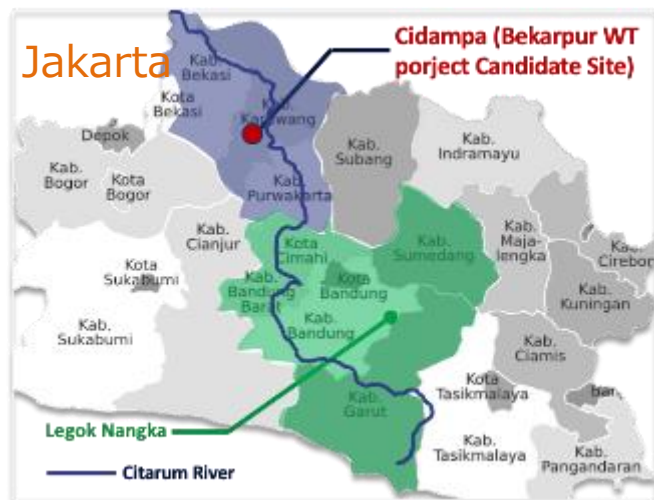 Jakarta
Cidampa (Bekarpur WT
porject Candidate Site)
Kab.
Bekasi
Kota
Bekasi
Kab.
Karawang
Depok
Kab.
Subang
Kab.
Indramayu
Kab.
Bogor
Kota
Bogor
Kab.
Purwakarta
Kab.
Cianjur
Kota
Cimahi
Kab.
Sumedang
Kab.
Maja-
lengka
Kab.
Cirebon
Kota
Sukabumi
Kab.
Bandung
Barat
Kota
Bandung
Kab.
Kuningan
Kab.
Sukabumi
Kab.
Bandung
Kab.
Ciamis
Kota
Tasikmalaya
Kab.
Garut
Legok Nangka
Kab.
Tasikmalaya
Kab.
Pangandaran
Citarum River